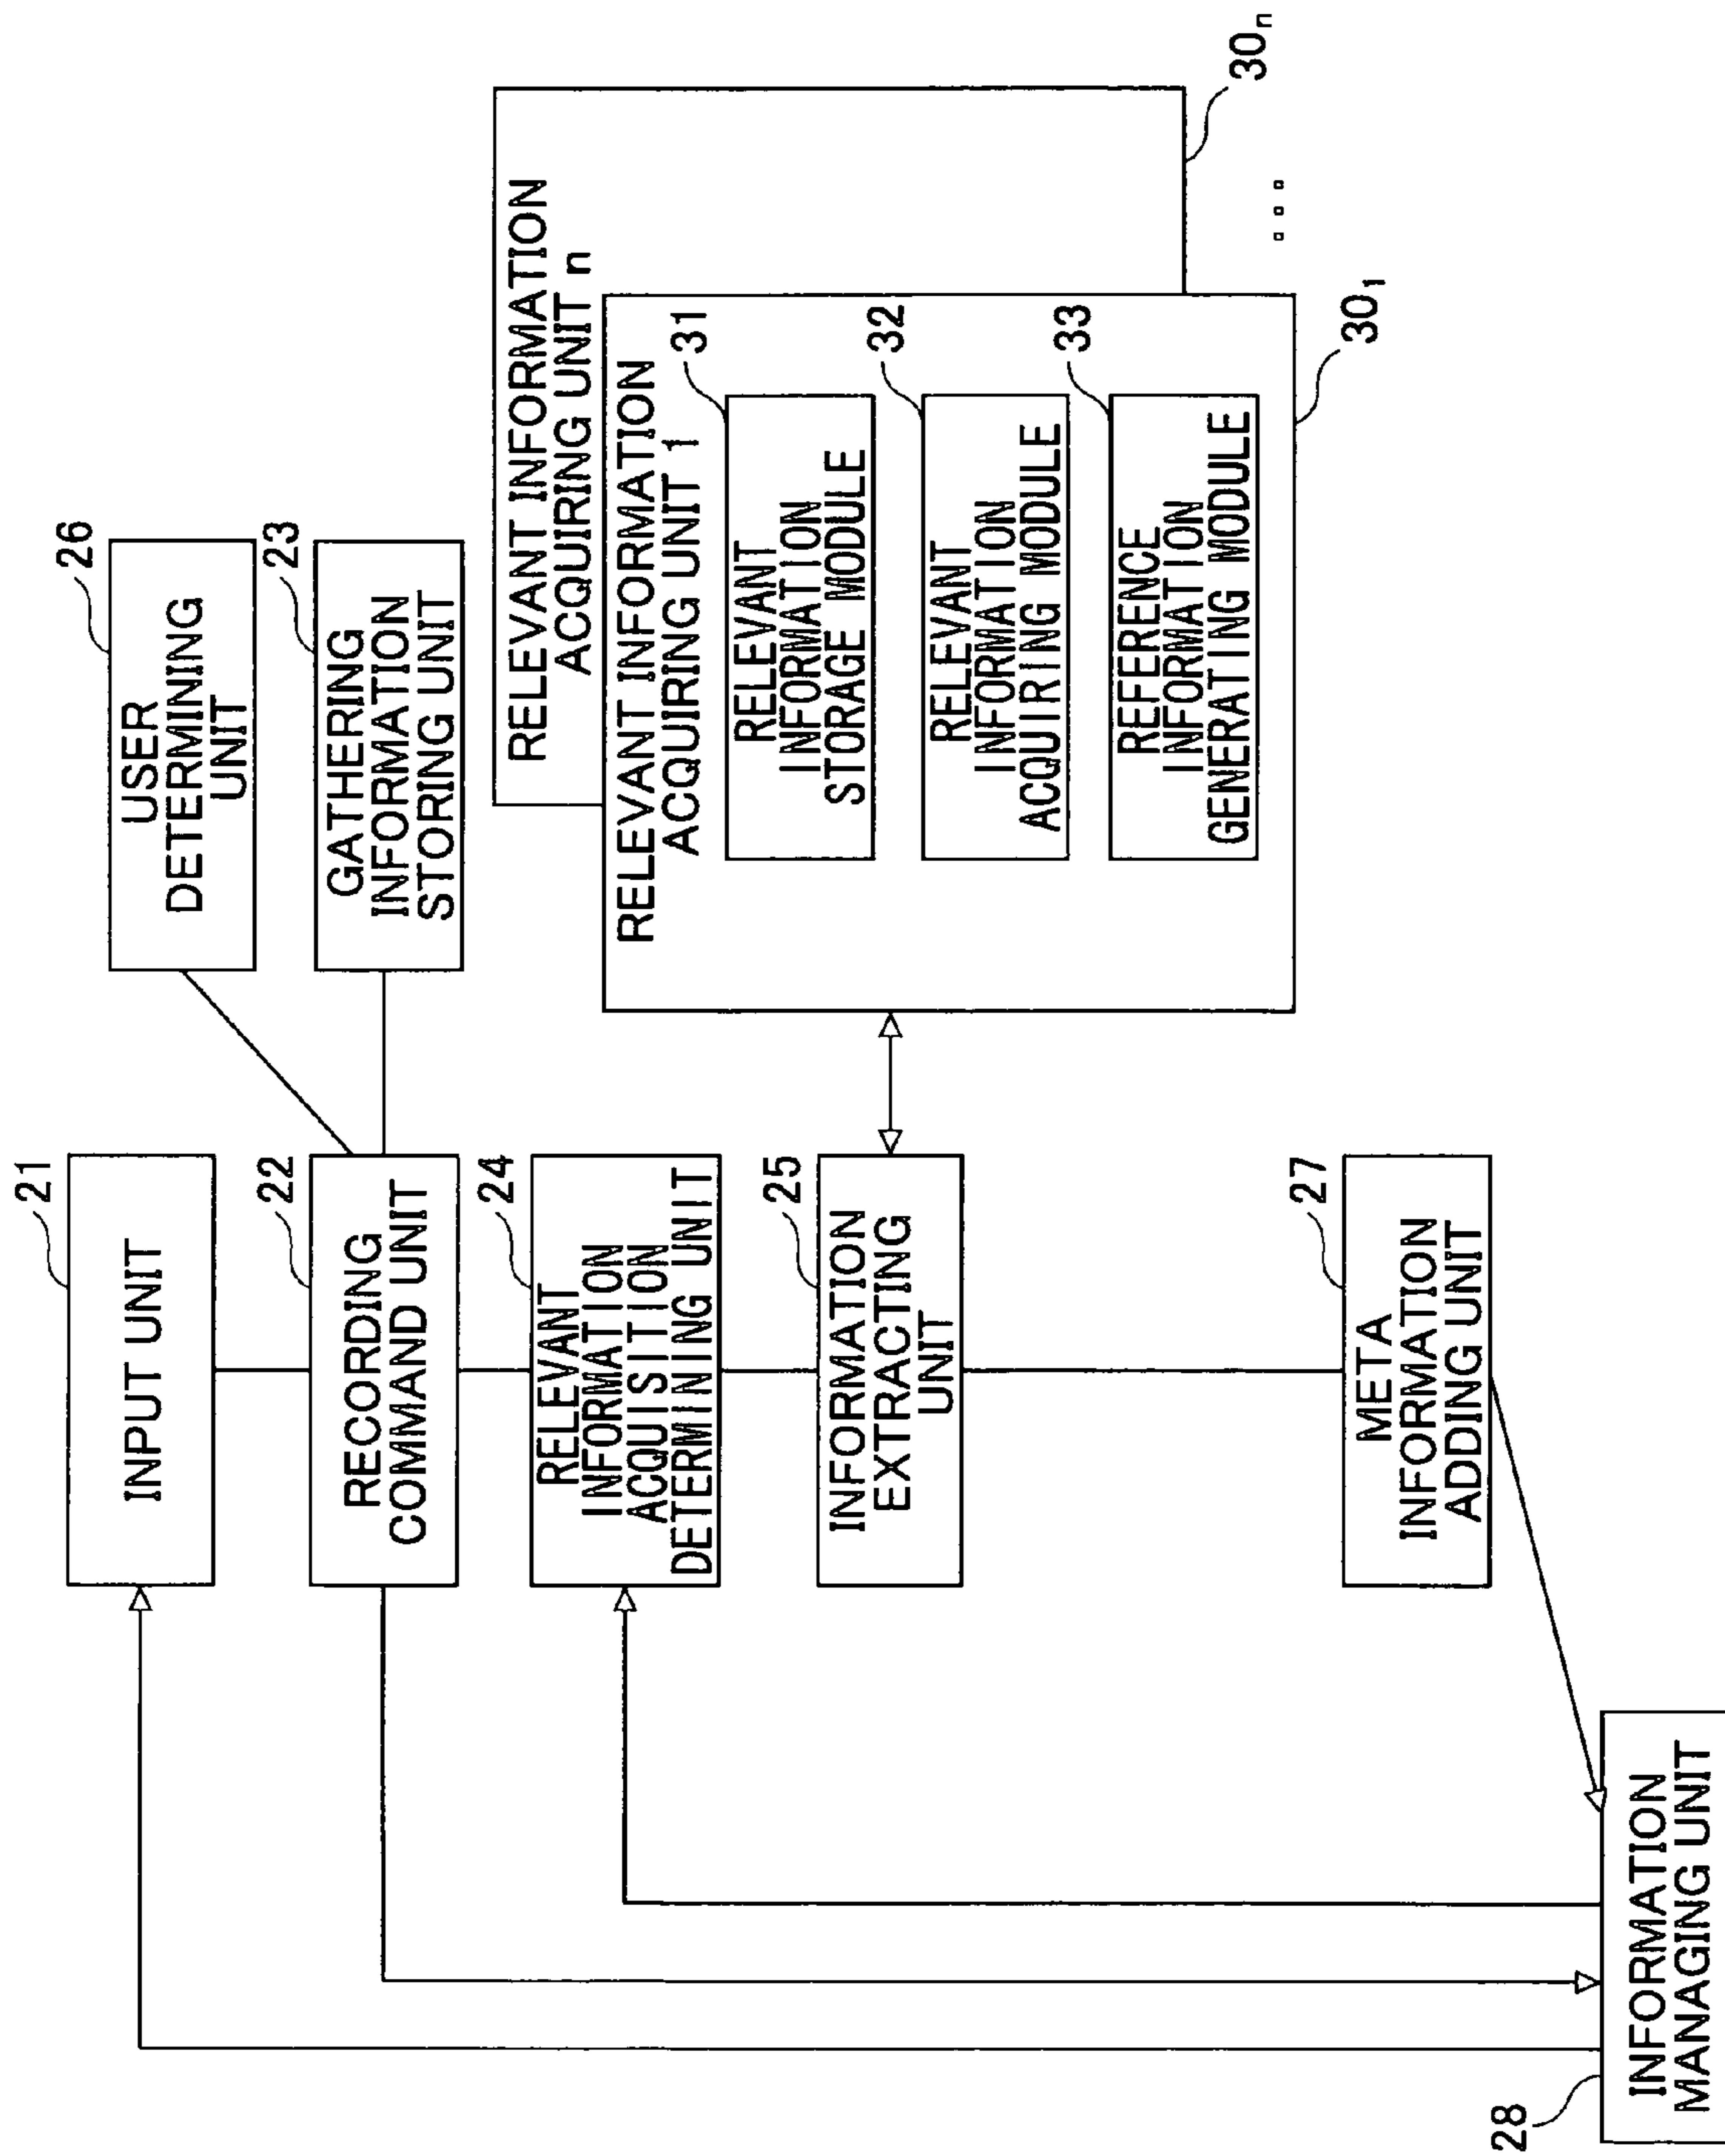 21
INPUT UNIT
22
RECORDING
COMMAND UNIT
26
USER
DETERMINING
UNIT
23
GATHERING
INFORMATION
STORING UNIT
24
RELEVANT
INFORMATION
ACQUISITION
DETERMINING UNIT
25
INFORMATION
EXTRACTING
UNIT
RELEVANT INFORMATION
ACQUIRING UNIT n
30n
RELEVANT INFORMATION
ACQUIRING UNIT 1
30₁
31
RELEVANT
INFORMATION
STORAGE MODULE
32
RELEVANT
INFORMATION
ACQUIRING MODULE
33
REFERENCE
INFORMATION
GENERATING MODULE
27
META
INFORMATION
ADDING UNIT
28
INFORMATION
MANAGING UNIT